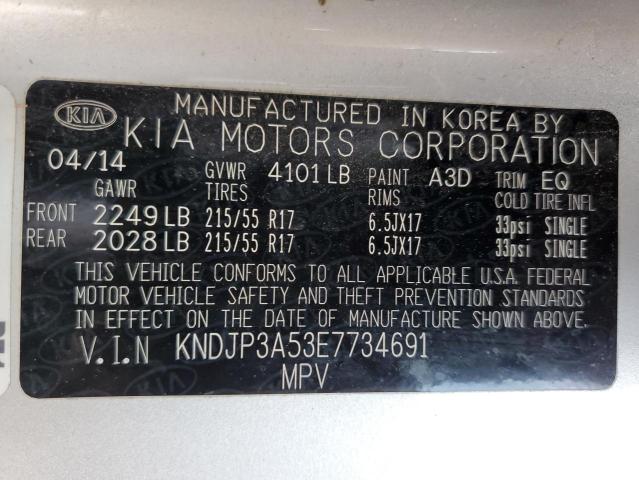 KIA MANUFACTURED IN KOREA BY
KIA MOTORS CORPORATION
04/14 GVWR 4101 LB PAINT A3D TRIM EQ
GAWR TIRES RIMS COLD TIRE INFL
FRONT 2249 LB 215/55 R17 6.5JX17 33psi SINGLE
REAR 2028 LB 215/55 R17 6.5JX17 33psi SINGLE
THIS VEHICLE CONFORMS TO ALL APPLICABLE U.S.A. FEDERAL
MOTOR VEHICLE SAFETY AND THEFT PREVENTION STANDARDS
IN EFFECT ON THE DATE OF MANUFACTURE SHOWN ABOVE.
V.I.N KNDJP3A53E7734691
MPV